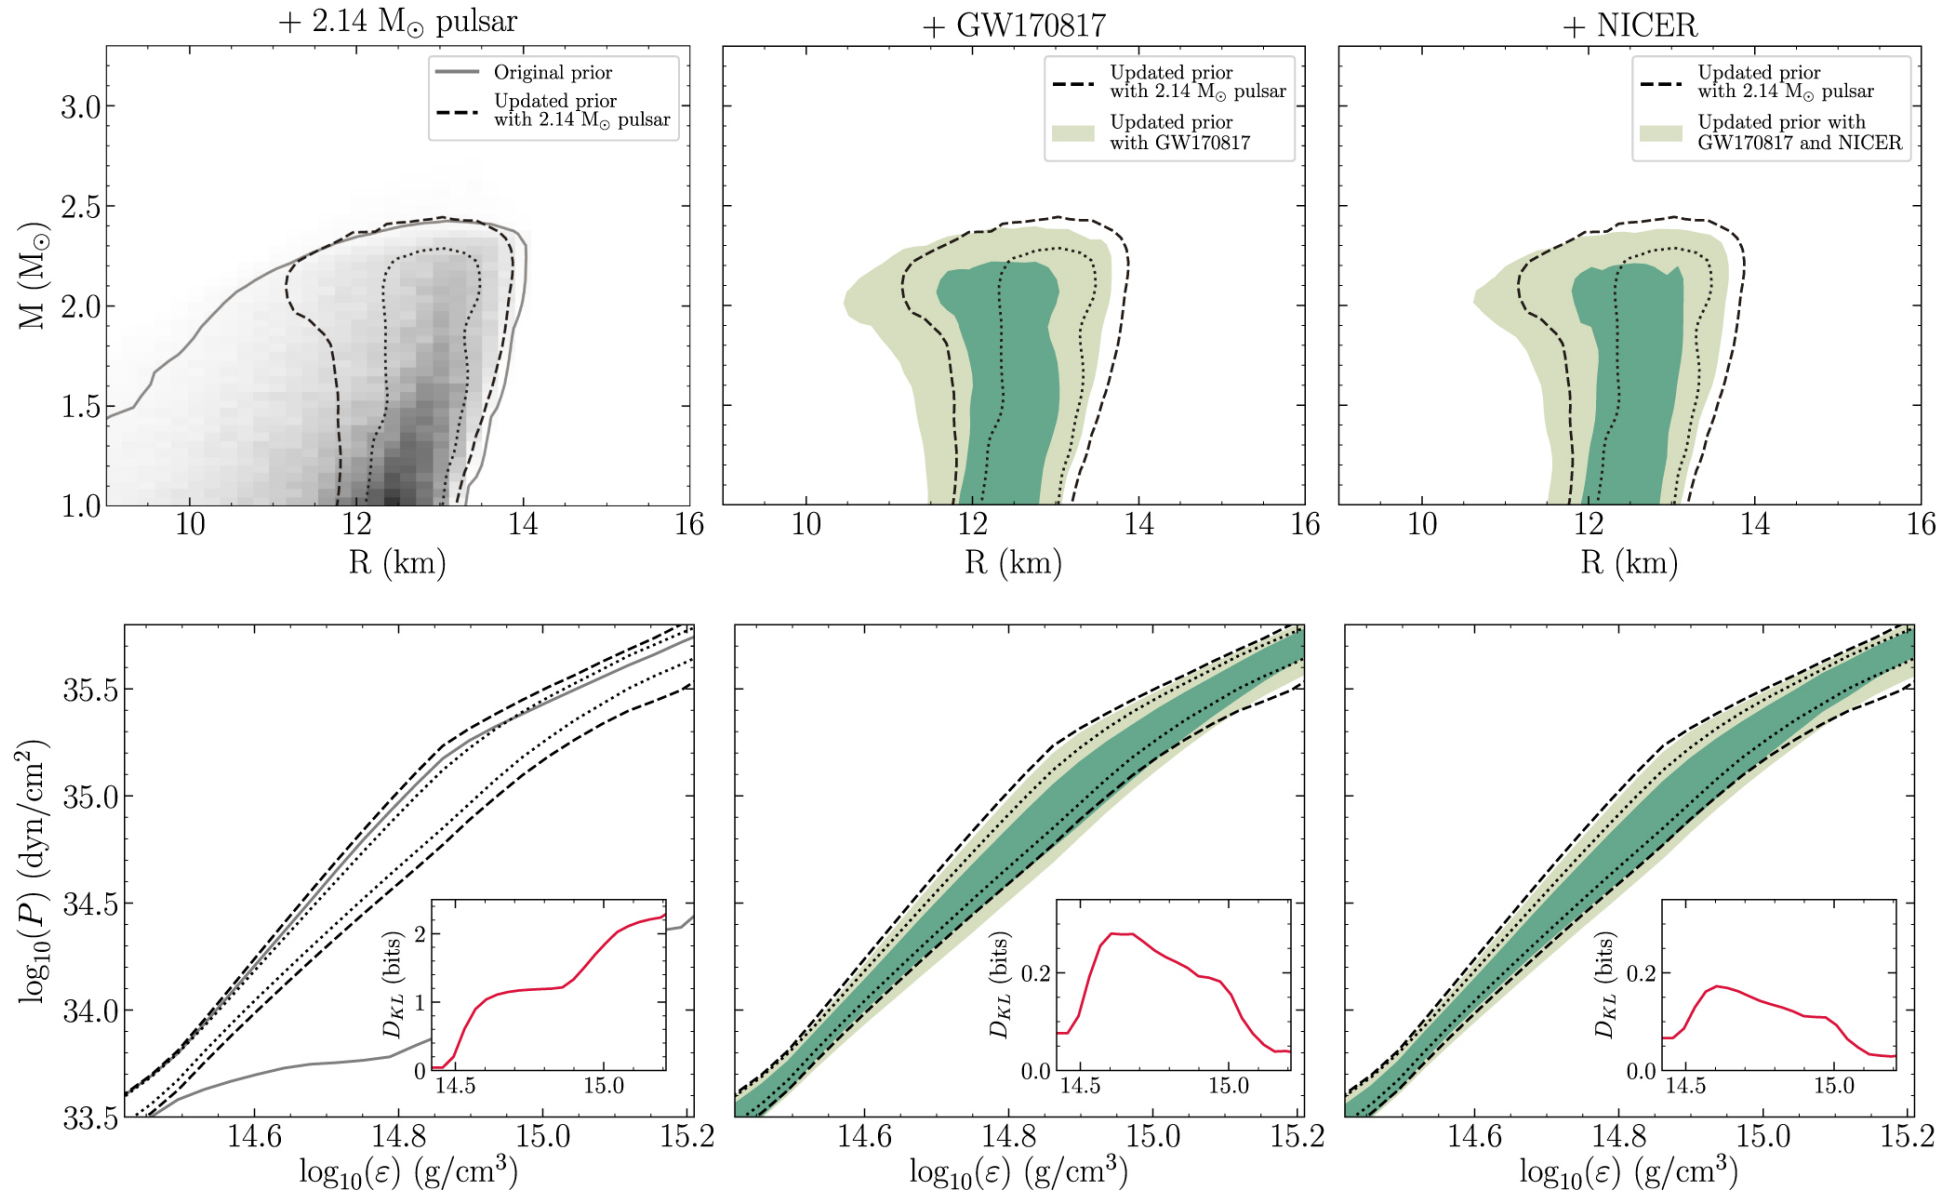 + 2.14 M⊙ pulsar
+ GW170817
+ NICER
Original prior
Updated prior
with 2.14 M⊙ pulsar
Updated prior
with 2.14 M⊙ pulsar
Updated prior
with GW170817
Updated prior
with 2.14 M⊙ pulsar
Updated prior with
GW170817 and NICER
M (M⊙)
3.0
2.5
2.0
1.5
1.0
10 12 14 16
10 12 14 16
10 12 14 16
R (km)
R (km)
R (km)
log10(P) (dyn/cm²)
35.5
35.0
34.5
34.0
33.5
DKL (bits)
2
1
0
14.5 15.0
DKL (bits)
0.2
0.0
14.5 15.0
DKL (bits)
0.2
0.0
14.5 15.0
14.6 14.8 15.0 15.2
14.6 14.8 15.0 15.2
14.6 14.8 15.0 15.2
log10(ε) (g/cm³)
log10(ε) (g/cm³)
log10(ε) (g/cm³)